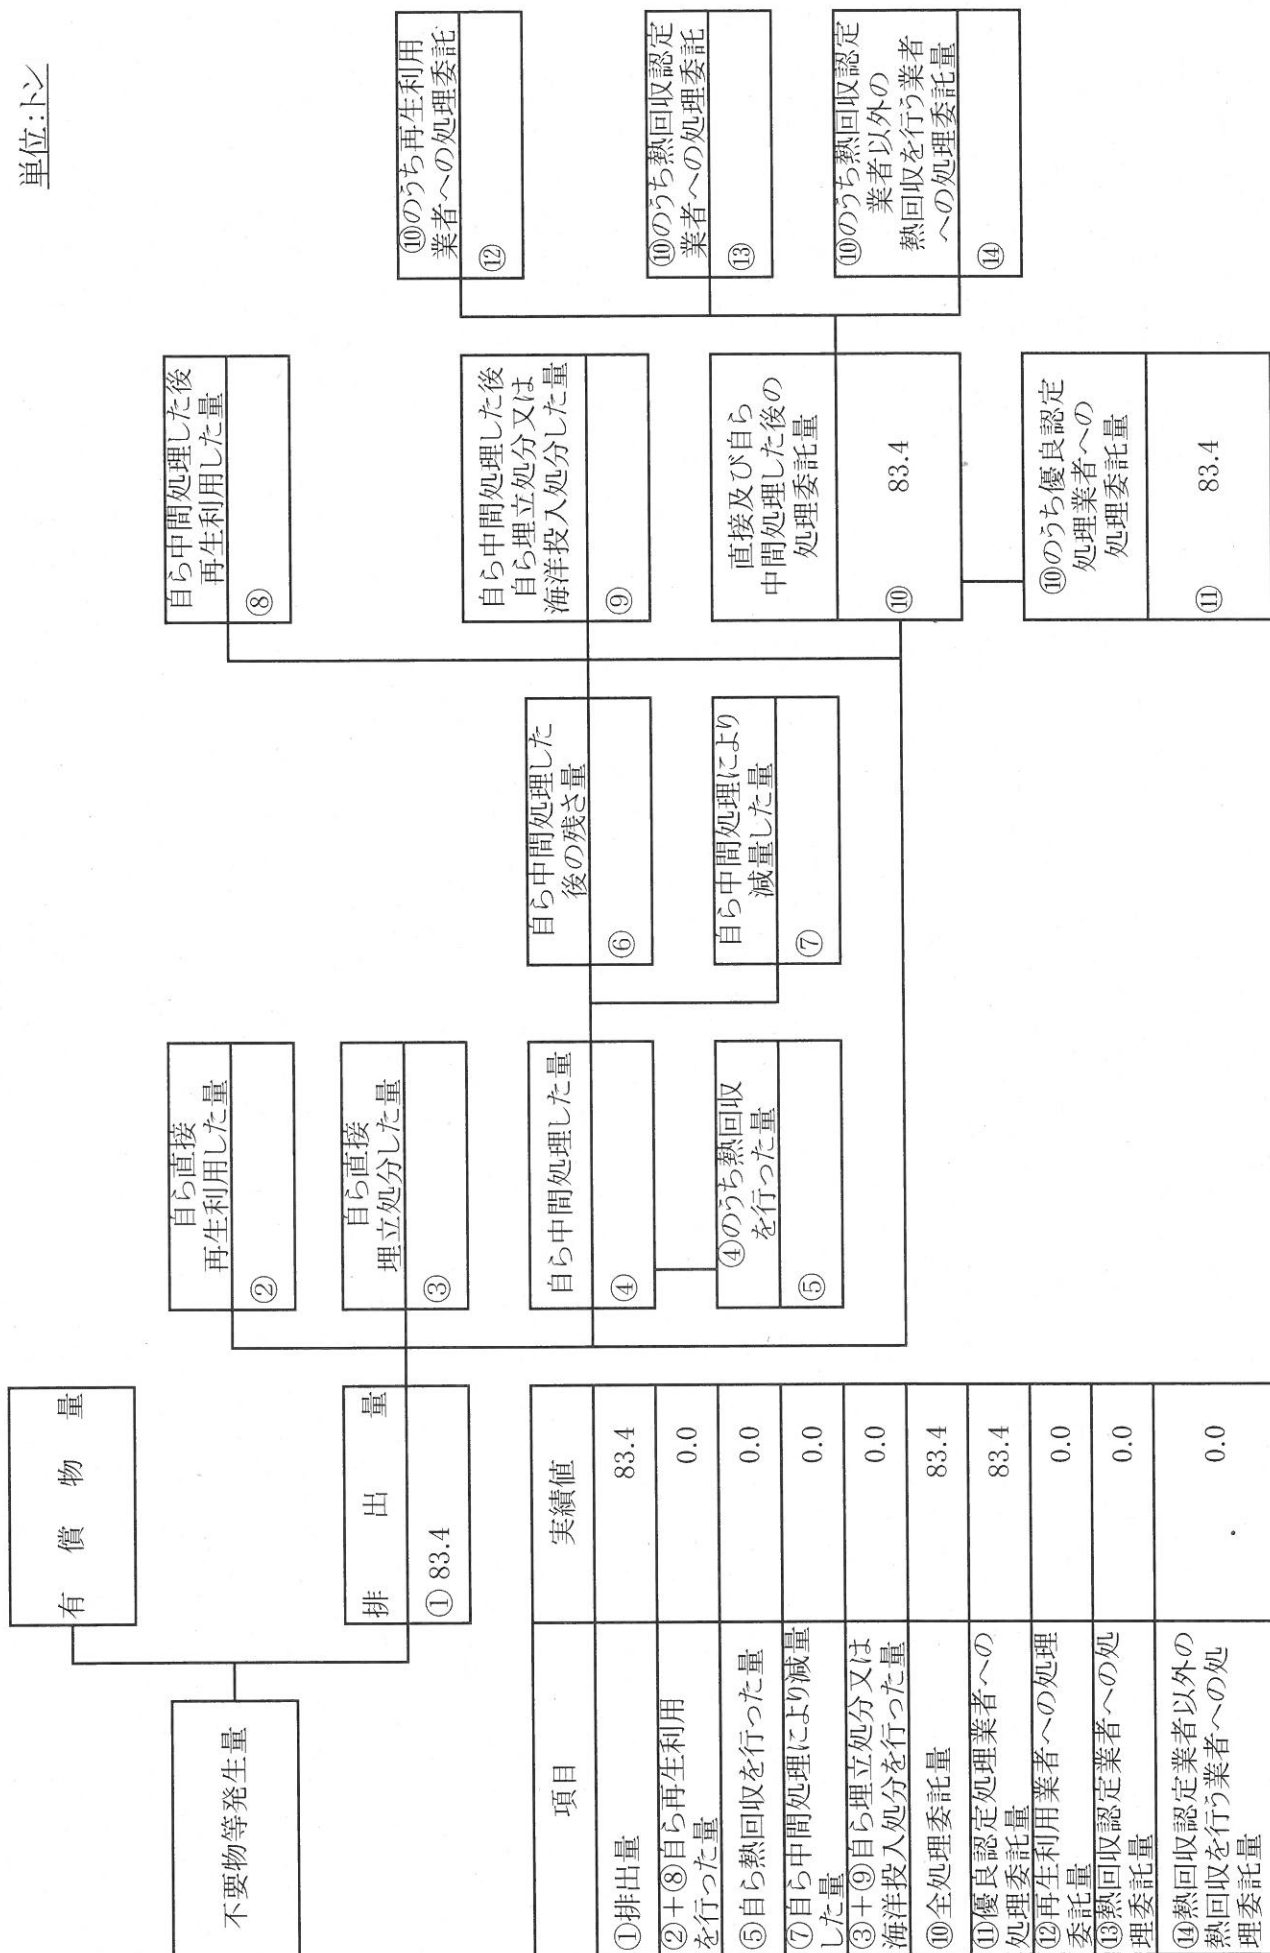 単位:トン
不要物等発生量
有償物量
排出量
① 83.4
自ら直接
再生利用した量
②
自ら直接
埋立処分した量
③
自ら中間処理した量
④
④のうち熱回収
を行った量
⑤
自ら中間処理した
後の残さ量
⑥
自ら中間処理により
減量した量
⑦
自ら中間処理した後
再生利用した量
⑧
自ら中間処理した後
自ら埋立処分又は
海洋投入処分した量
⑨
直接及び自ら
中間処理した後の
処理委託量
⑩ 83.4
⑩のうち優良認定
処理業者への
処理委託量
⑪ 83.4
⑩のうち再生利用
業者への処理委託
⑫
⑩のうち熱回収認定
業者への処理委託
⑬
⑩のうち熱回収認定
業者以外の
熱回収を行う業者
への処理委託量
⑭
項目 実績値
①排出量 83.4
②+⑧自ら再生利用
を行った量 0.0
⑤自ら熱回収を行った量 0.0
⑦自ら中間処理により減量
した量 0.0
③+⑨自ら埋立処分又は
海洋投入処分を行った量 0.0
⑩全処理委託量 83.4
⑪優良認定処理業者への
処理委託量 83.4
⑫再生利用業者への処理
委託量 0.0
⑬熱回収認定業者への処
理委託量 0.0
⑭熱回収認定業者以外の
熱回収を行う業者への処
理委託量 0.0